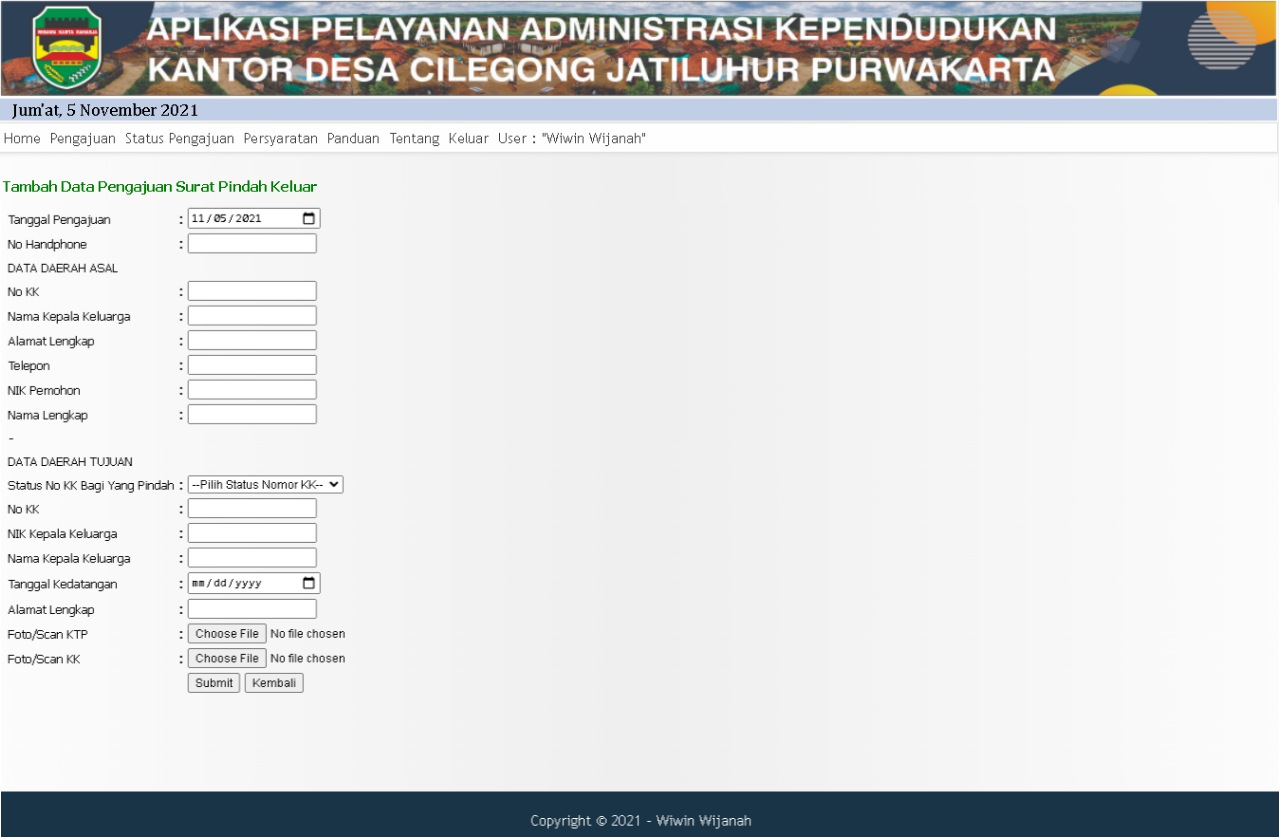 APLIKASI PELAYANAN ADMINISTRASI KEPENDUDUKAN
KANTOR DESA CILEGONG JATILUHUR PURWAKARTA
Jum'at, 5 November 2021
Home Pengajuan Status Pengajuan Persyaratan Panduan Tentang Keluar User : "Wiwin Wijanah"
Tambah Data Pengajuan Surat Pindah Keluar
Tanggal Pengajuan : 11/05/2021
No Handphone :
DATA DAERAH ASAL
No KK :
Nama Kepala Keluarga :
Alamat Lengkap :
Telepon :
NIK Pemohon :
Nama Lengkap :
-
DATA DAERAH TUJUAN
Status No KK Bagi Yang Pindah : --Pilih Status Nomor KK--
No KK :
NIK Kepala Keluarga :
Nama Kepala Keluarga :
Tanggal Kedatangan : mm/dd/yyyy
Alamat Lengkap :
Foto/Scan KTP : Choose File No file chosen
Foto/Scan KK : Choose File No file chosen
Submit Kembali
Copyright © 2021 - Wiwin Wijanah